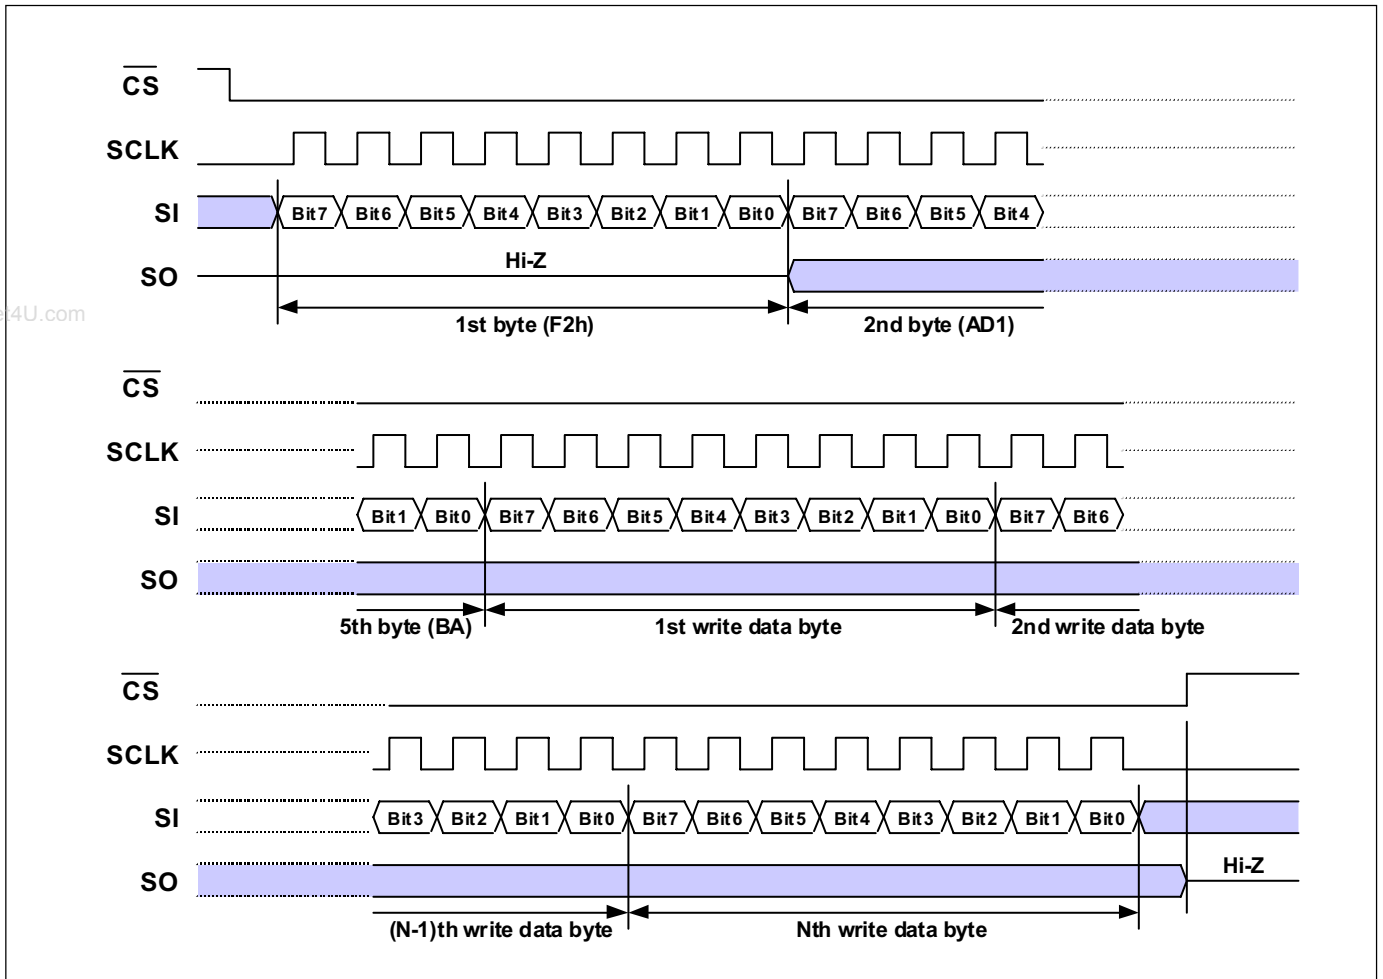 CS
SCLK
SI Bit7 Bit6 Bit5 Bit4 Bit3 Bit2 Bit1 Bit0 Bit7 Bit6 Bit5 Bit4
Hi-Z
SO
et4U.com
1st byte (F2h) 2nd byte (AD1)
CS
SCLK
SI Bit1 Bit0 Bit7 Bit6 Bit5 Bit4 Bit3 Bit2 Bit1 Bit0 Bit7 Bit6
SO
5th byte (BA) 1st write data byte 2nd write data byte
CS
SCLK
SI Bit3 Bit2 Bit1 Bit0 Bit7 Bit6 Bit5 Bit4 Bit3 Bit2 Bit1 Bit0
SO Hi-Z
(N-1)th write data byte Nth write data byte